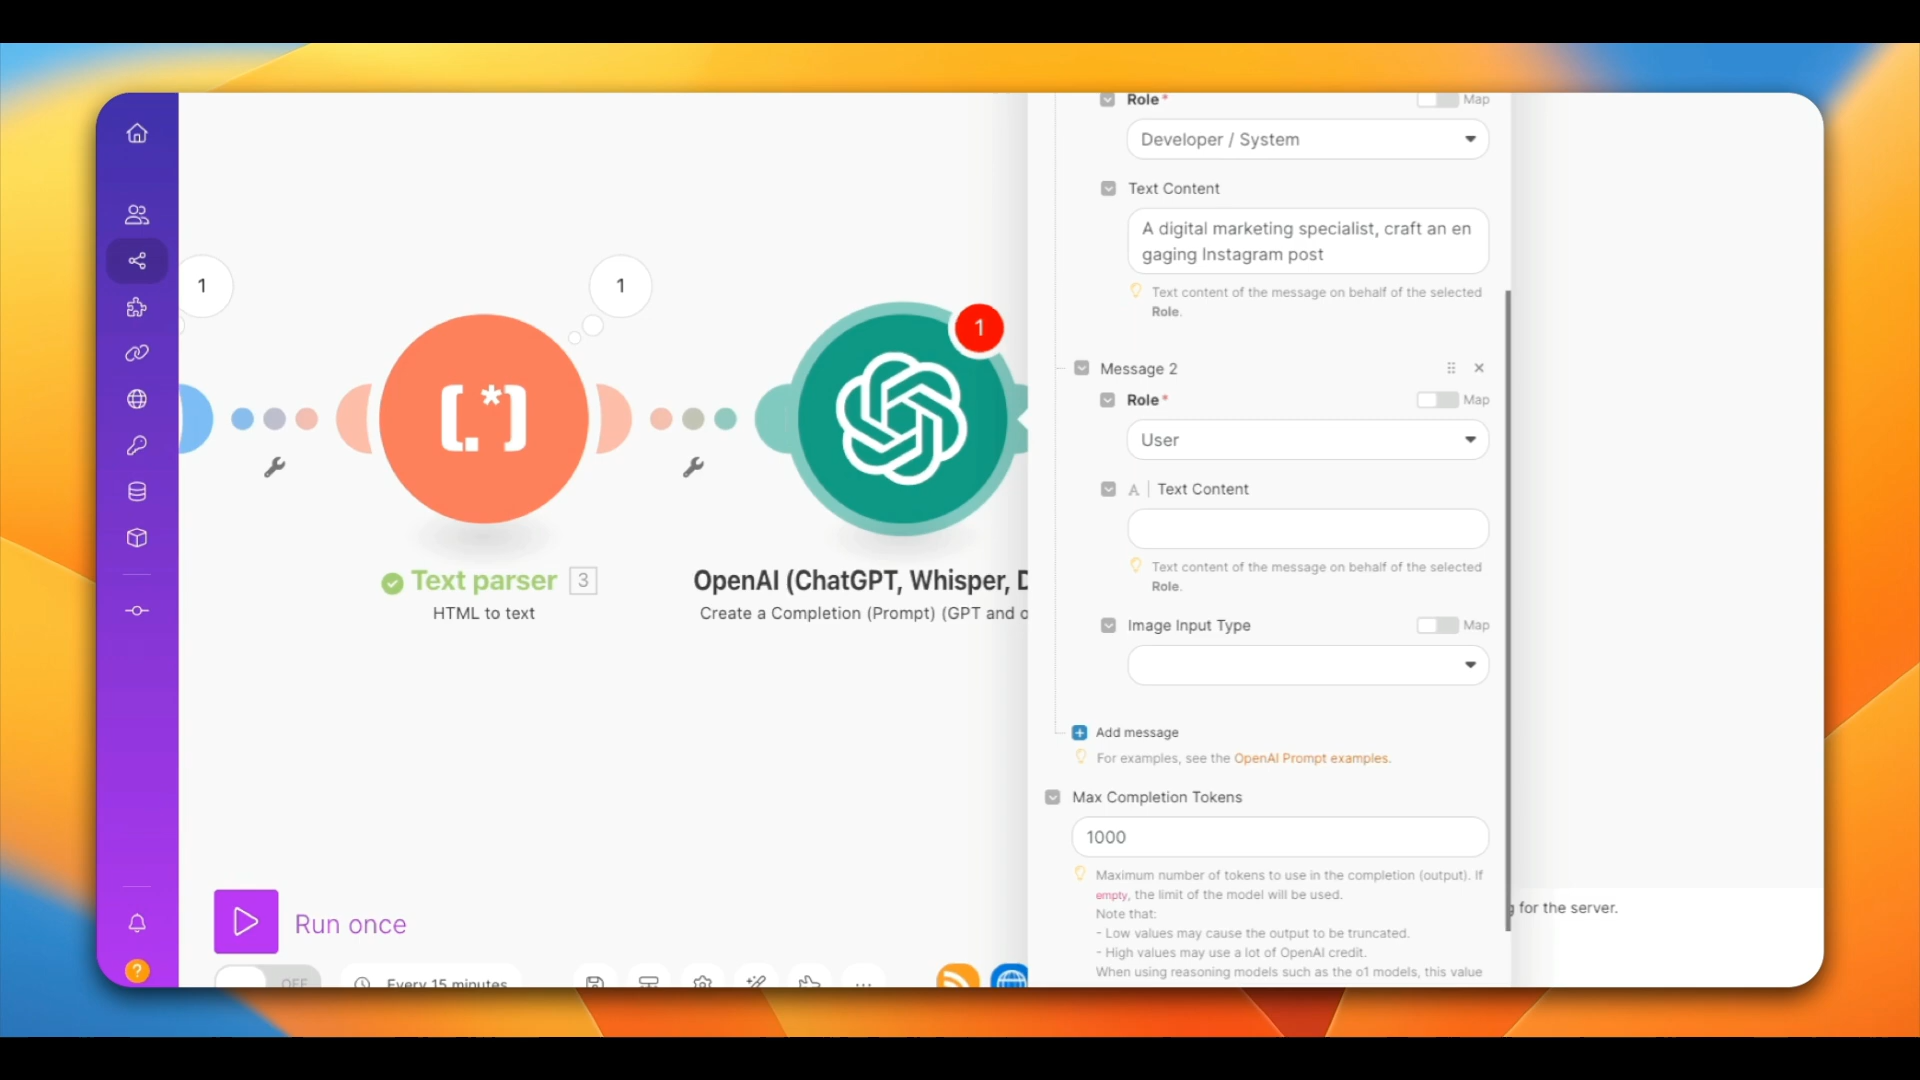 Role*
Map
Developer / System
Text Content
A digital marketing specialist, craft an en
gaging Instagram post
Text content of the message on behalf of the selected
Role.
1
1
1
[.*]
Text parser 3
HTML to text
OpenAI (ChatGPT, Whisper, D
Create a Completion (Prompt) (GPT and o
Message 2
Role*
Map
User
A
Text Content
Text content of the message on behalf of the selected
Role.
Image Input Type
Map
Add message
For examples, see the OpenAI Prompt examples.
Max Completion Tokens
1000
Maximum number of tokens to use in the completion (output). If
empty, the limit of the model will be used.
Note that:
- Low values may cause the output to be truncated.
- High values may use a lot of OpenAI credit.
When using reasoning models such as the o1 models, this value
for the server.
Run once
OFF
Every 15 minutes
?